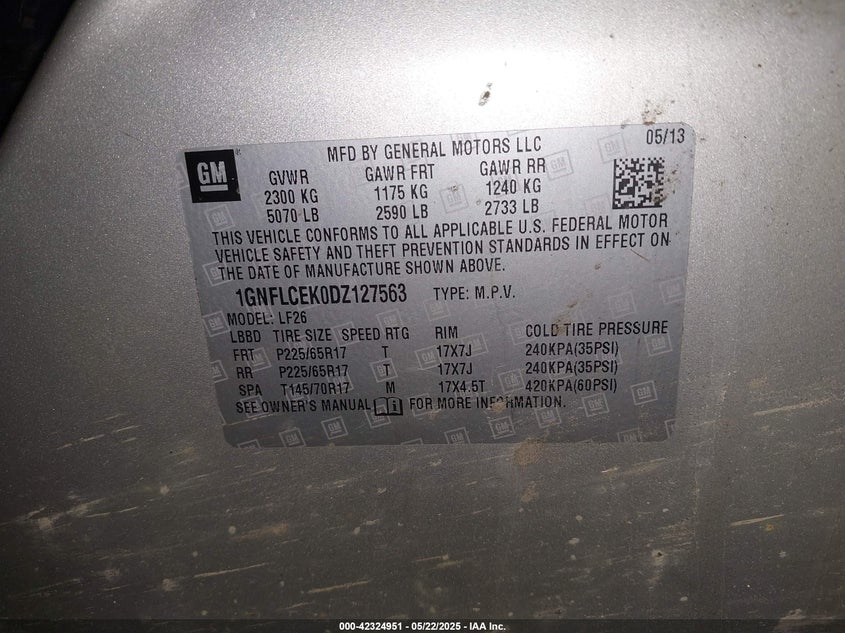 05/13
GM
MFD BY GENERAL MOTORS LLC
GVWR GAWR FRT GAWR RR
2300 KG 1175 KG 1240 KG
5070 LB 2590 LB 2733 LB
THIS VEHICLE CONFORMS TO ALL APPLICABLE U.S. FEDERAL MOTOR
VEHICLE SAFETY AND THEFT PREVENTION STANDARDS IN EFFECT ON
THE DATE OF MANUFACTURE SHOWN ABOVE.
1GNFLCEK0DZ127563 TYPE: M.P.V.
MODEL: LF26
LBBD TIRE SIZE SPEED RTG RIM COLD TIRE PRESSURE
FRT P225/65R17 T 17X7J 240KPA(35PSI)
RR P225/65R17 T 17X7J 240KPA(35PSI)
SPA T145/70R17 M 17X4.5T 420KPA(60PSI)
SEE OWNER'S MANUAL FOR MORE INFORMATION.
000-42324951 - 05/22/2025 - IAA Inc.